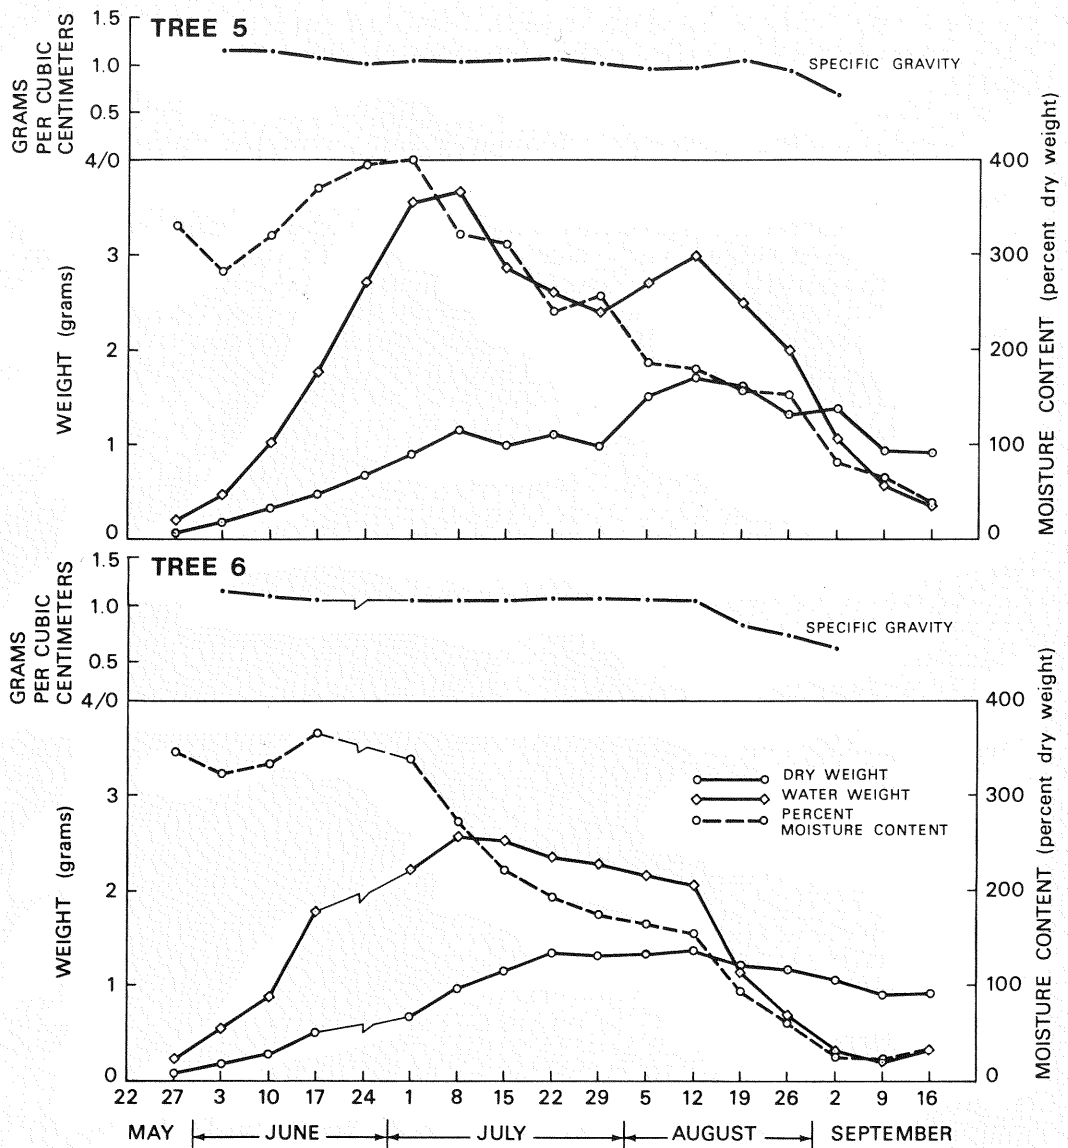 TREE 5
1.5
1.0
0.5
4/0
3
2
1
0
GRAMS
PER CUBIC
CENTIMETERS
WEIGHT (grams)
SPECIFIC GRAVITY
400
300
200
100
0
MOISTURE CONTENT (percent dry weight)
TREE 6
1.5
1.0
0.5
4/0
3
2
1
0
GRAMS
PER CUBIC
CENTIMETERS
WEIGHT (grams)
SPECIFIC GRAVITY
DRY WEIGHT
WATER WEIGHT
PERCENT
MOISTURE CONTENT
400
300
200
100
0
MOISTURE CONTENT (percent dry weight)
22 27 3 10 17 24 1 8 15 22 29 5 12 19 26 2 9 16
MAY JUNE JULY AUGUST SEPTEMBER